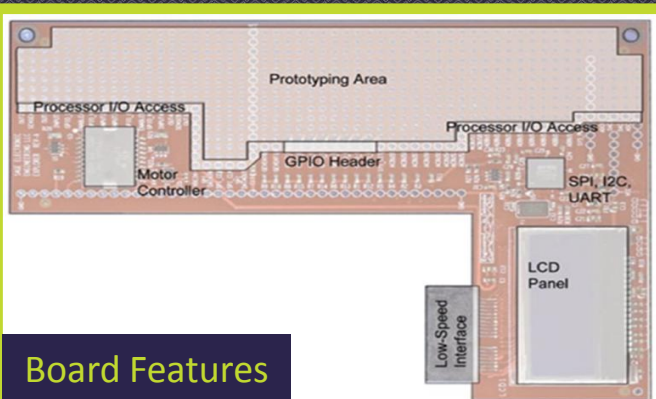 Prototyping Area
Processor I/O Access
Processor I/O Access
GPIO Header
Motor
Controller
SPI, I2C,
UART
LCD
Panel
Low-Speed
Interface
Board Features